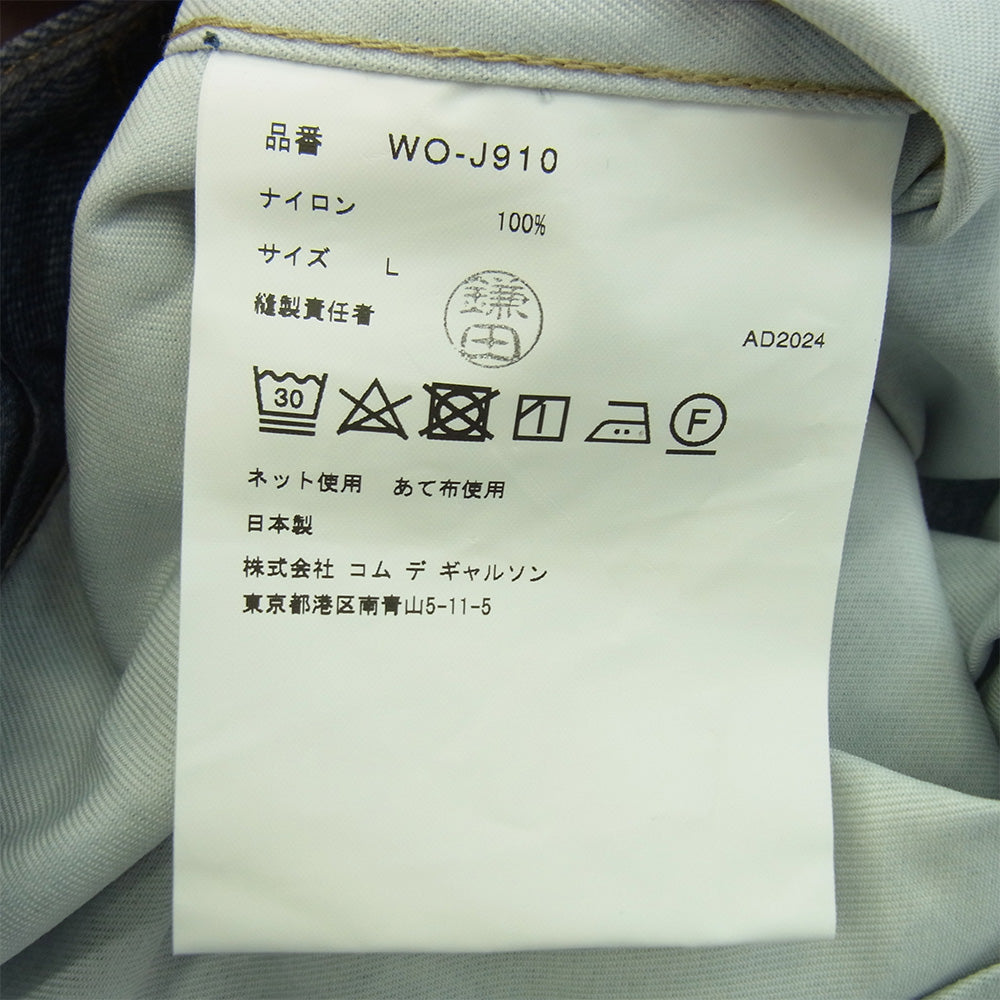 品番 WO-J910
ナイロン 100%
サイズ L
縫製責任者 鎌田
AD2024
30 F
ネット使用 あて布使用
日本製
株式会社 コム デ ギャルソン
東京都港区南青山5-11-5